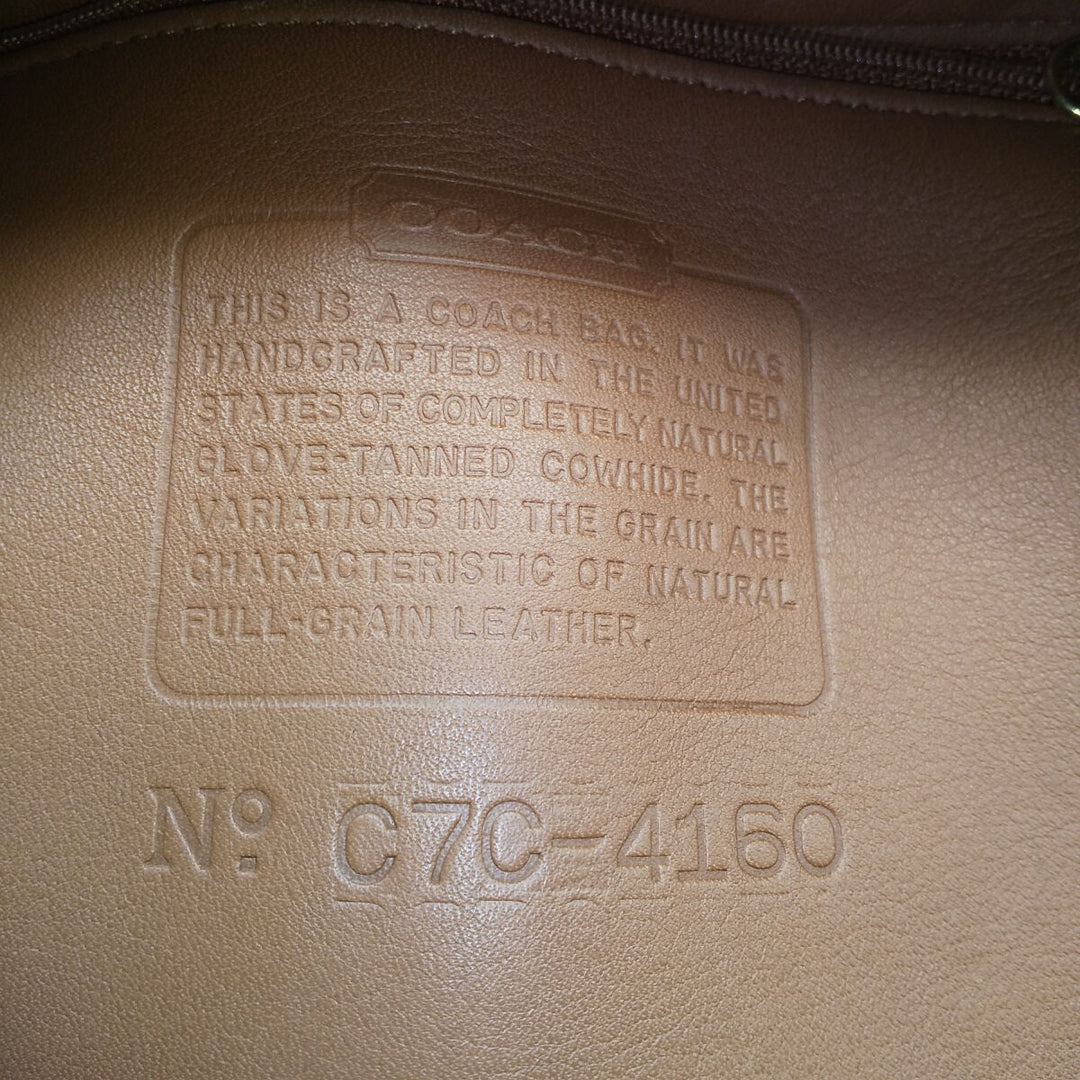 COACH
THIS IS A COACH BAG. IT WAS
HANDCRAFTED IN THE UNITED
STATES OF COMPLETELY NATURAL
GLOVE-TANNED COWHIDE. THE
VARIATIONS IN THE GRAIN ARE
CHARACTERISTIC OF NATURAL
FULL-GRAIN LEATHER.
Nº C7C-4160